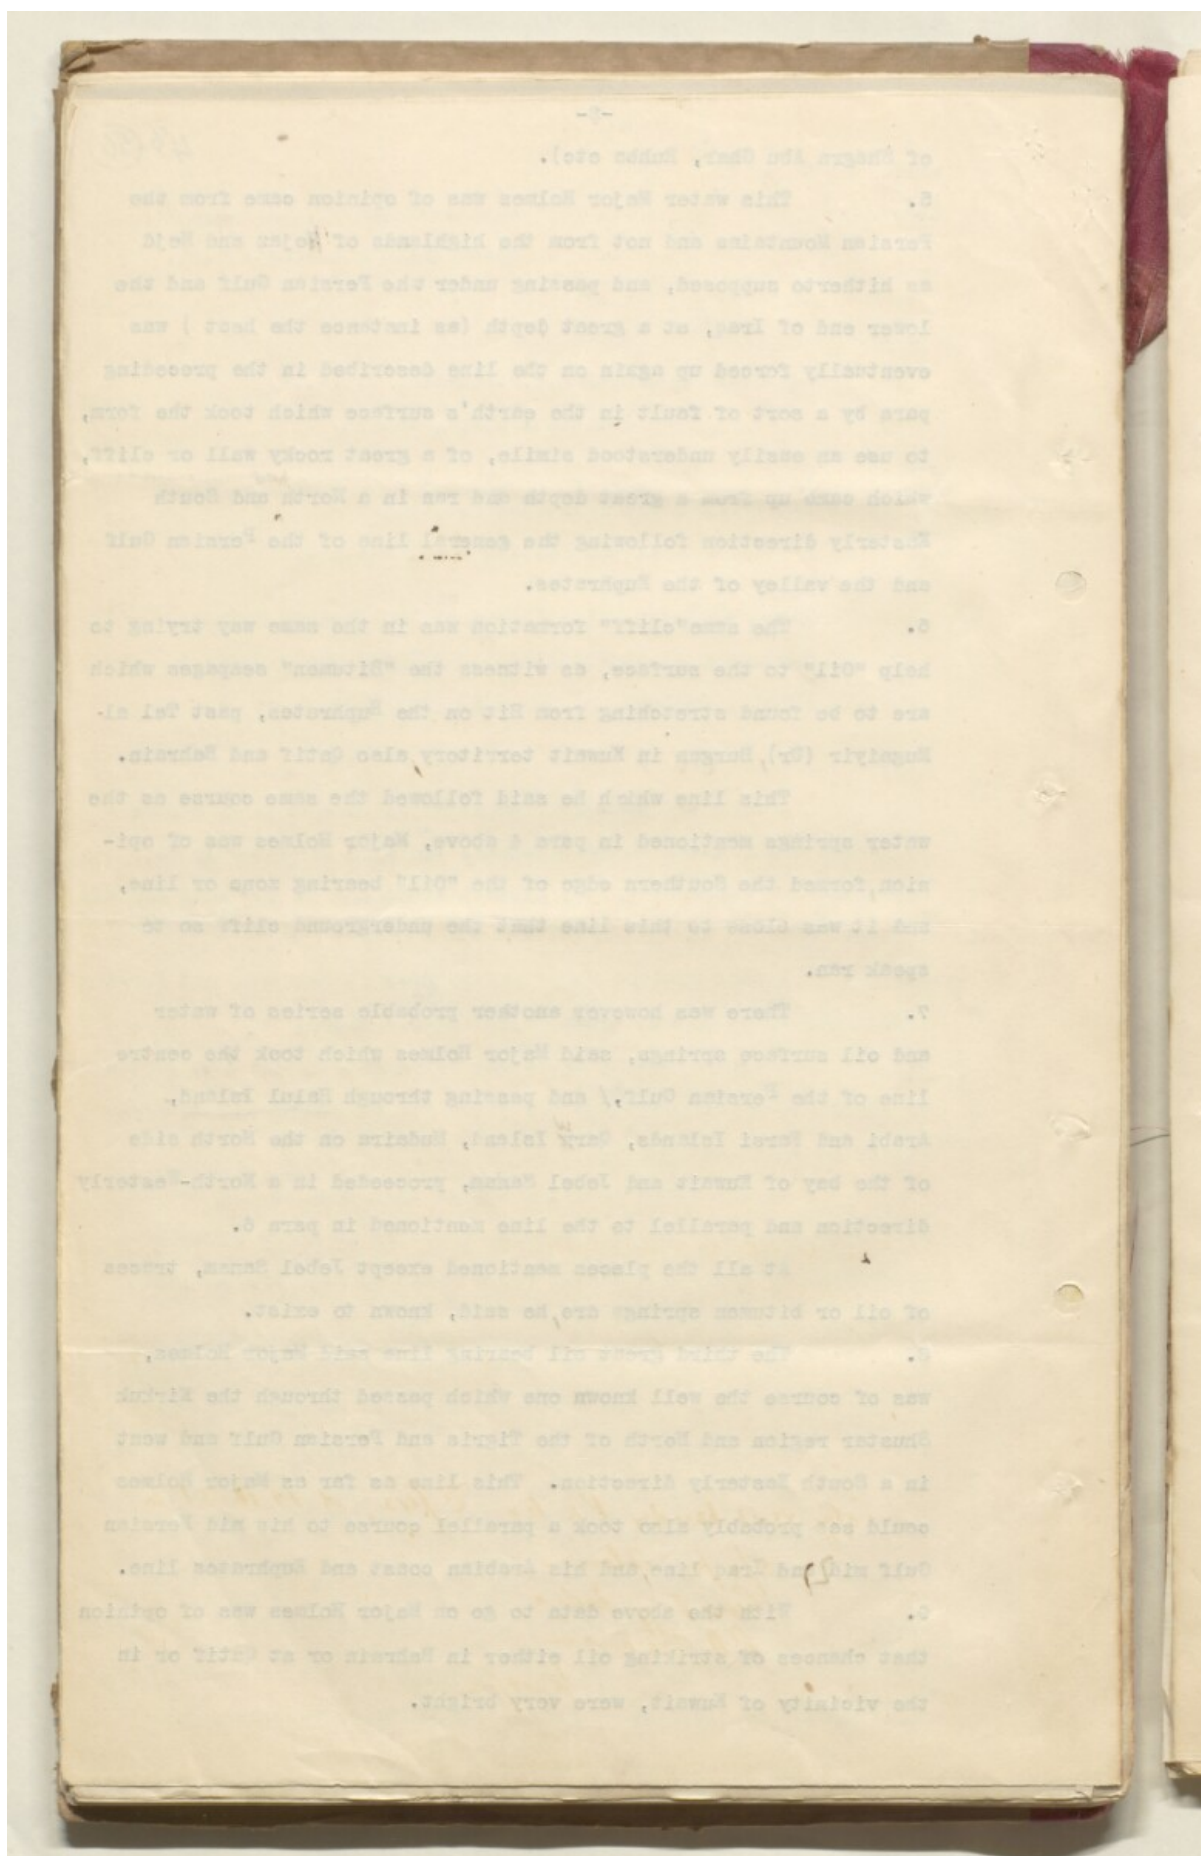 -2-
of Shagra Abu Ghar, Ruhba etc).
5. This water Major Holmes was of opinion came from the
Persian Mountains and not from the highlands of Hejaz and Nejd
as hitherto supposed, and passing under the Persian Gulf and the
lower end of Iraq, at a great depth (as instance the heat ) was
eventually forced up again on the line described in the preceding
para by a sort of fault in the earth's surface which took the form,
to use an easily understood simile, of a great rocky wall or cliff,
which came up from a great depth and ran in a North and South
Easterly direction following the general line of the Persian Gulf
and the valley of the Euphrates.
6. The same "cliff" formation was in the same way trying to
help "Oil" to the surface, as witness the "Bitumen" seapages which
are to be found stretching from Hit on the Euphrates, past Tel el-
Mugaiyir (Ur), Burgan in Kuwait territory also Qatif and Bahrain.
This line which he said followed the same course as the
water springs mentioned in para 4 above, Major Holmes was of opi-
nion, formed the Southern edge of the "Oil" bearing zone or line,
and it was Close to this line that the underground cliff so to
speak ran.
7. There was however another probable series of water
and oil surface springs, said Major Holmes which took the centre
line of the Persian Gulf, / and passing through Halul Island,
Arabi and Farsi Islands, Qary Island, Mudaira on the North side
of the bay of Kuwait and Jebel Sanam, proceeded in a North-Westerly
direction and parallel to the line mentioned in para 6.
At all the places mentioned except Jebel Sanam, traces
of oil or bitumen springs are, he said, known to exist.
8. The third great oil bearing line said Major Holmes,
was of course the well known one which passed through the Kirkuk
Shustar region and North of the Tigris and Persian Gulf and went
in a South Easterly direction. This line as far as Major Holmes
could see probably also took a parallel course to his mid Persian
Gulf mid and Iraq line, and his Arabian coast and Euphrates line.
9. With the above data to go on Major Holmes was of opinion
that chances of striking oil either in Bahrain or at Qatif or in
the vicinity of Kuwait, were very bright.